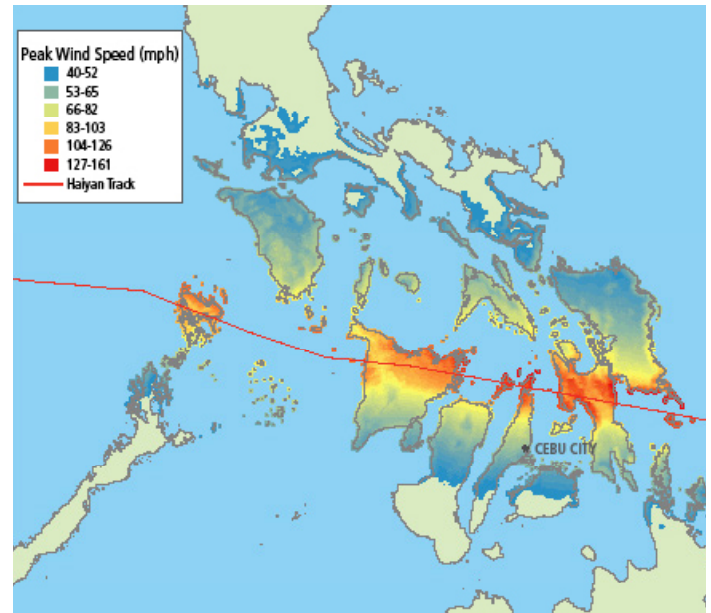 Peak Wind Speed (mph)
40-52
53-65
66-82
83-103
104-126
127-161
Haiyan Track
CEBU CITY